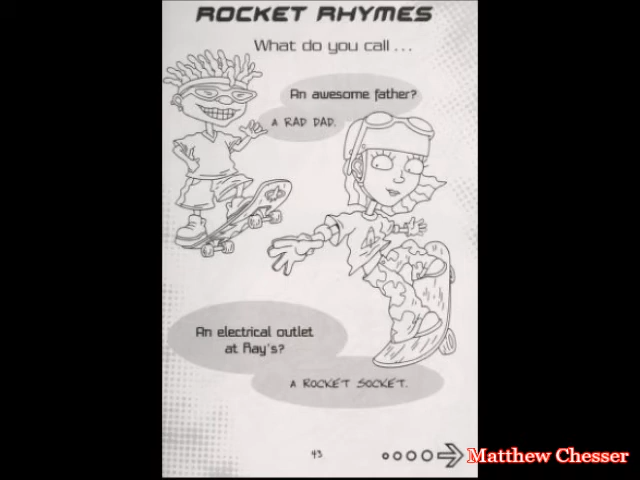 ROCKET RHYMES
What do you call ...
An awesome father?
A RAD DAD.
An electrical outlet
at Ray's?
A ROCKET SOCKET.
43
Matthew Chesser